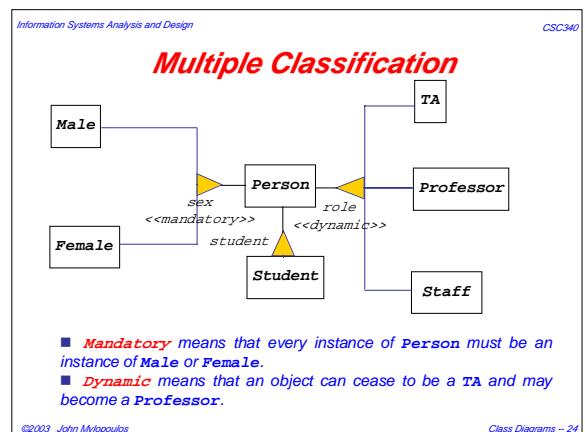 Information Systems Analysis and Design
CSC340
Multiple Classification
TA
Male
Person
Professor
sex
role
<<mandatory>>
<<dynamic>>
student
Female
Student
Staff
Mandatory means that every instance of Person must be an
instance of Male or Female.
Dynamic means that an object can cease to be a TA and may
become a Professor.
©2003 John Mylopoulos
Class Diagrams -- 24